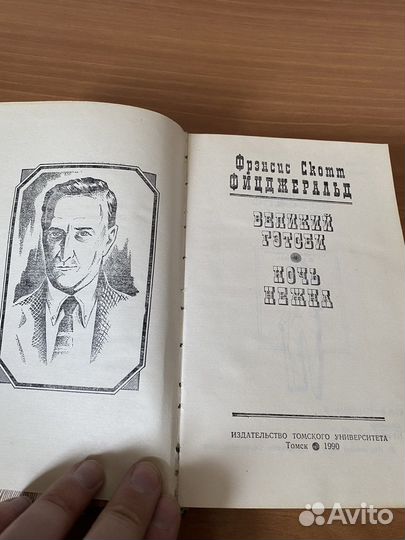 Фрэнсис Скотт
ФИЦДЖЕРАЛЬД
ВЕЛИКИЙ
ГЭТСБИ
НОЧЬ
НЕЖНА
ИЗДАТЕЛЬСТВО ТОМСКОГО УНИВЕРСИТЕТА
Томск 1990
Avito